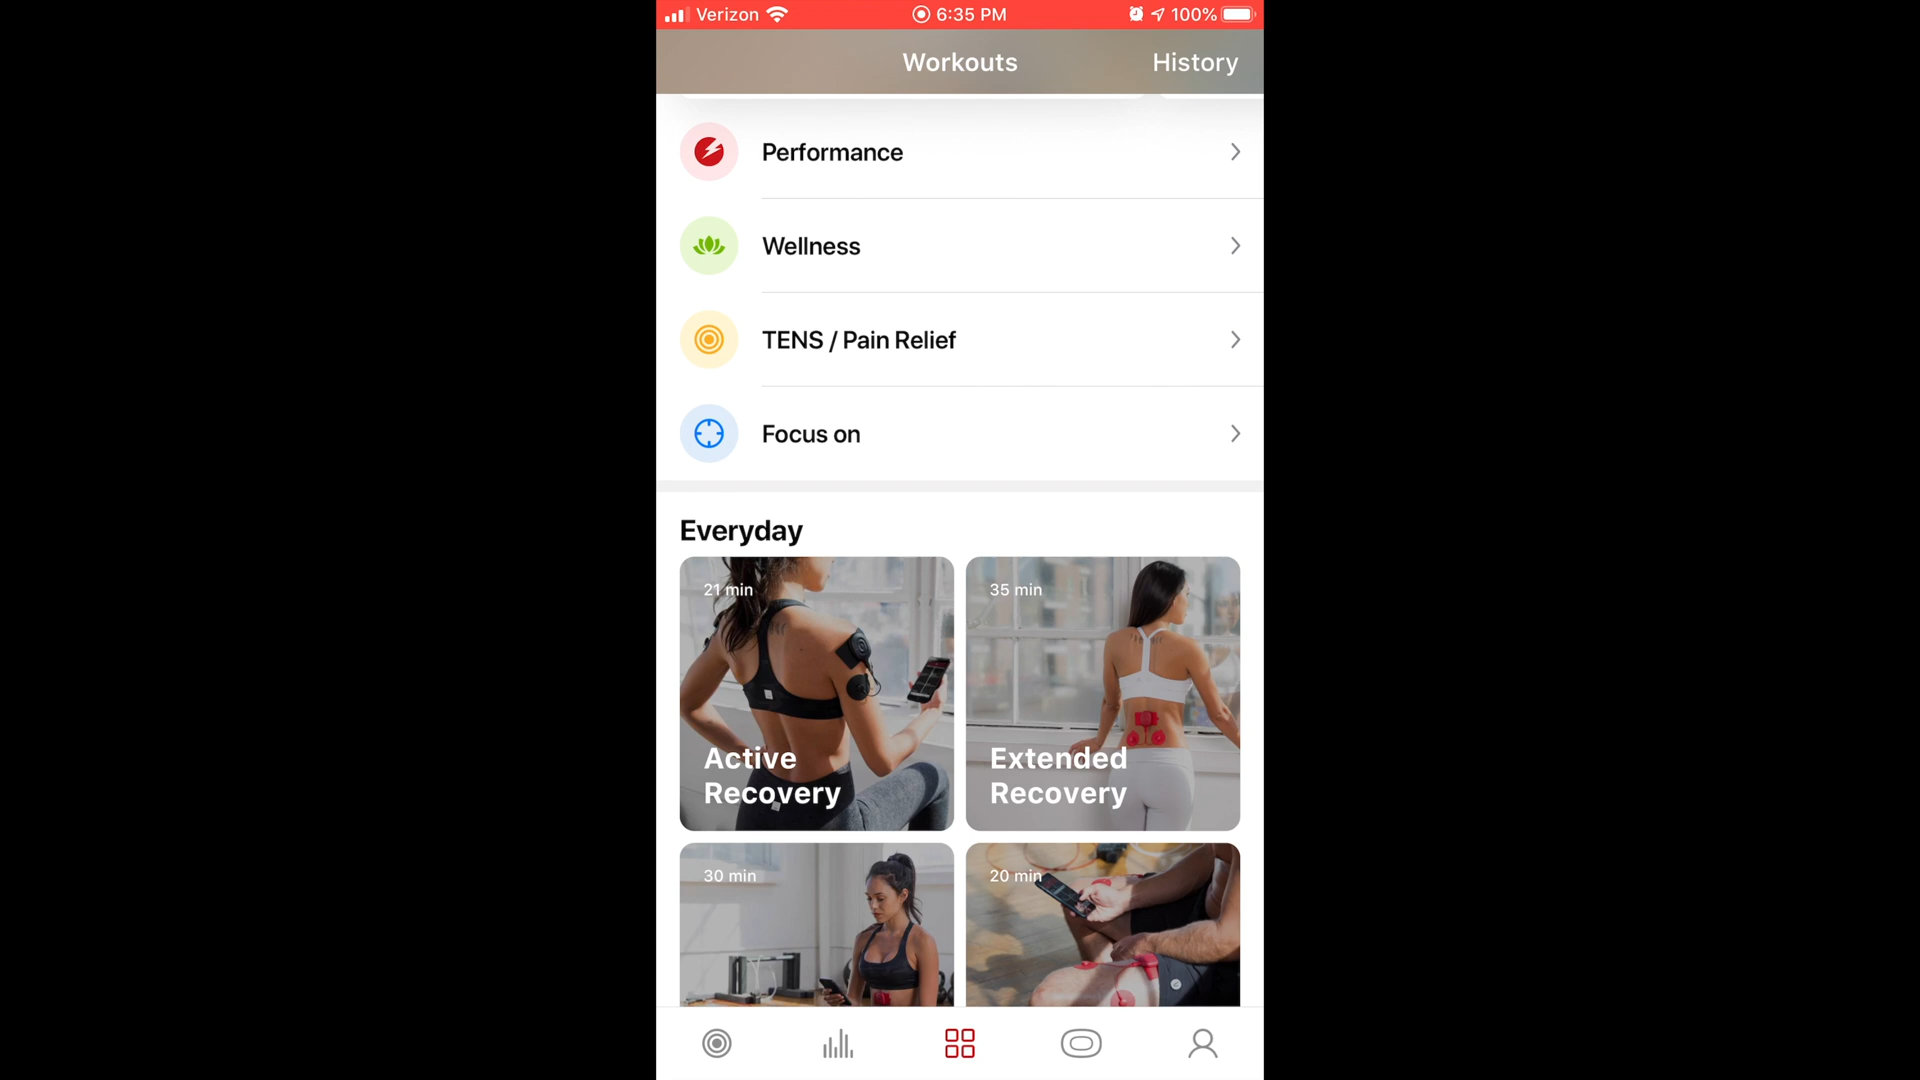 Verizon 6:35 PM 100%
Workouts History
Performance
Wellness
TENS / Pain Relief
Focus on
Everyday
21 min
Active
Recovery
35 min
Extended
Recovery
30 min
20 min